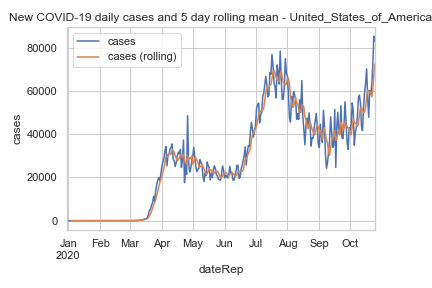 New COVID-19 daily cases and 5 day rolling mean - United_States_of_America
cases
cases (rolling)
80000
60000
40000
20000
0
cases
Jan Feb Mar Apr May Jun Jul Aug Sep Oct
2020
dateRep